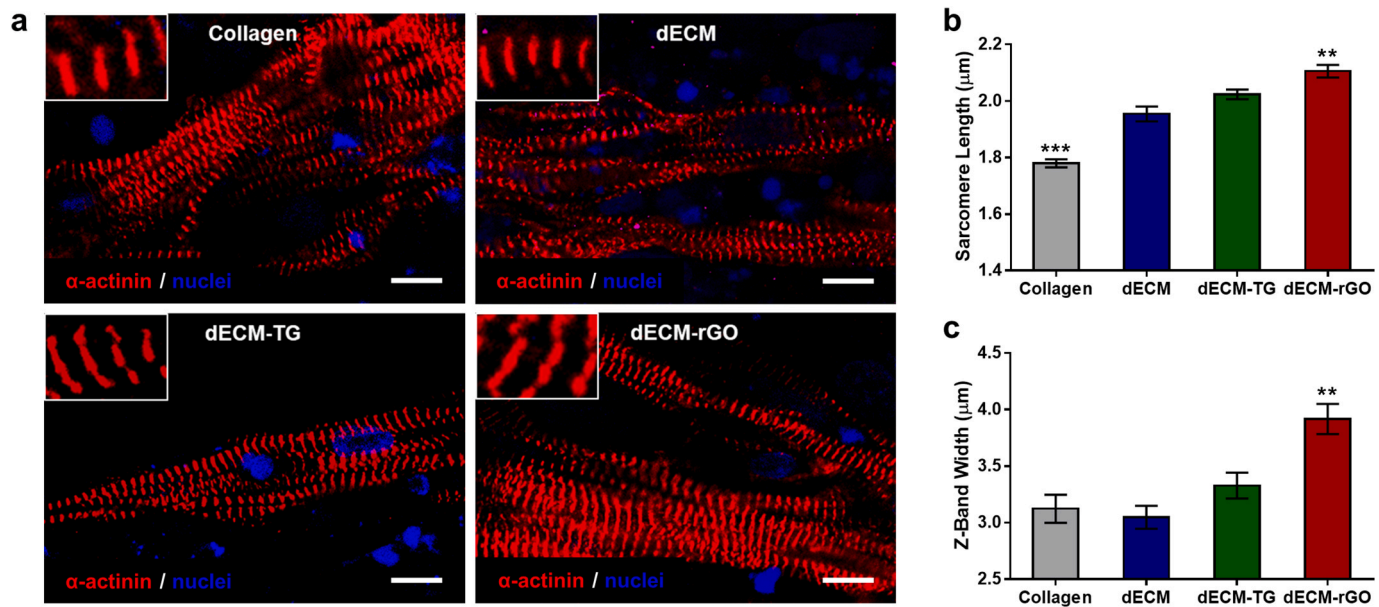 a
Collagen
α-actinin / nuclei
dECM
α-actinin / nuclei
dECM-TG
α-actinin / nuclei
dECM-rGO
α-actinin / nuclei
b
Sarcomere Length (μm)
2.2
2.0
1.8
1.6
1.4
***
**
Collagen dECM dECM-TG dECM-rGO
c
Z-Band Width (μm)
4.5
4.0
3.5
3.0
2.5
**
Collagen dECM dECM-TG dECM-rGO